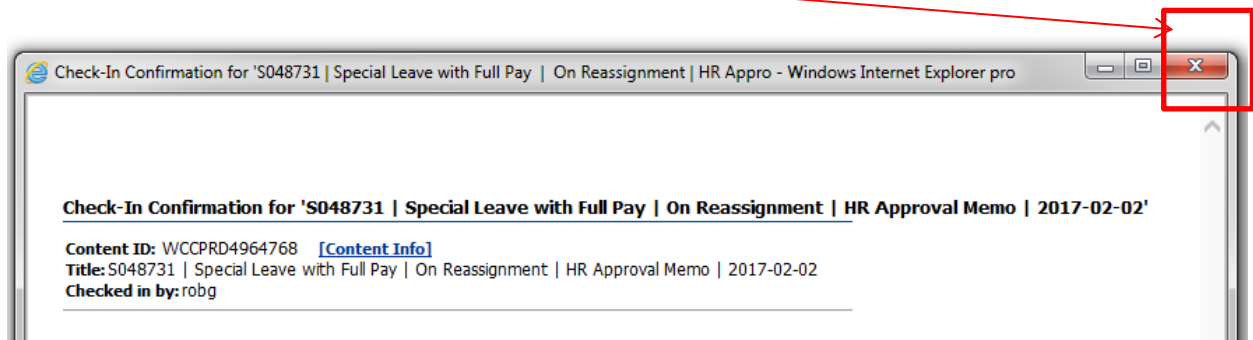 Check-In Confirmation for 'S048731 | Special Leave with Full Pay | On Reassignment | HR Appro - Windows Internet Explorer pro
Check-In Confirmation for 'S048731 | Special Leave with Full Pay | On Reassignment | HR Approval Memo | 2017-02-02'
Content ID: WCCPRD4964768 [Content Info]
Title: S048731 | Special Leave with Full Pay | On Reassignment | HR Approval Memo | 2017-02-02
Checked in by: robg